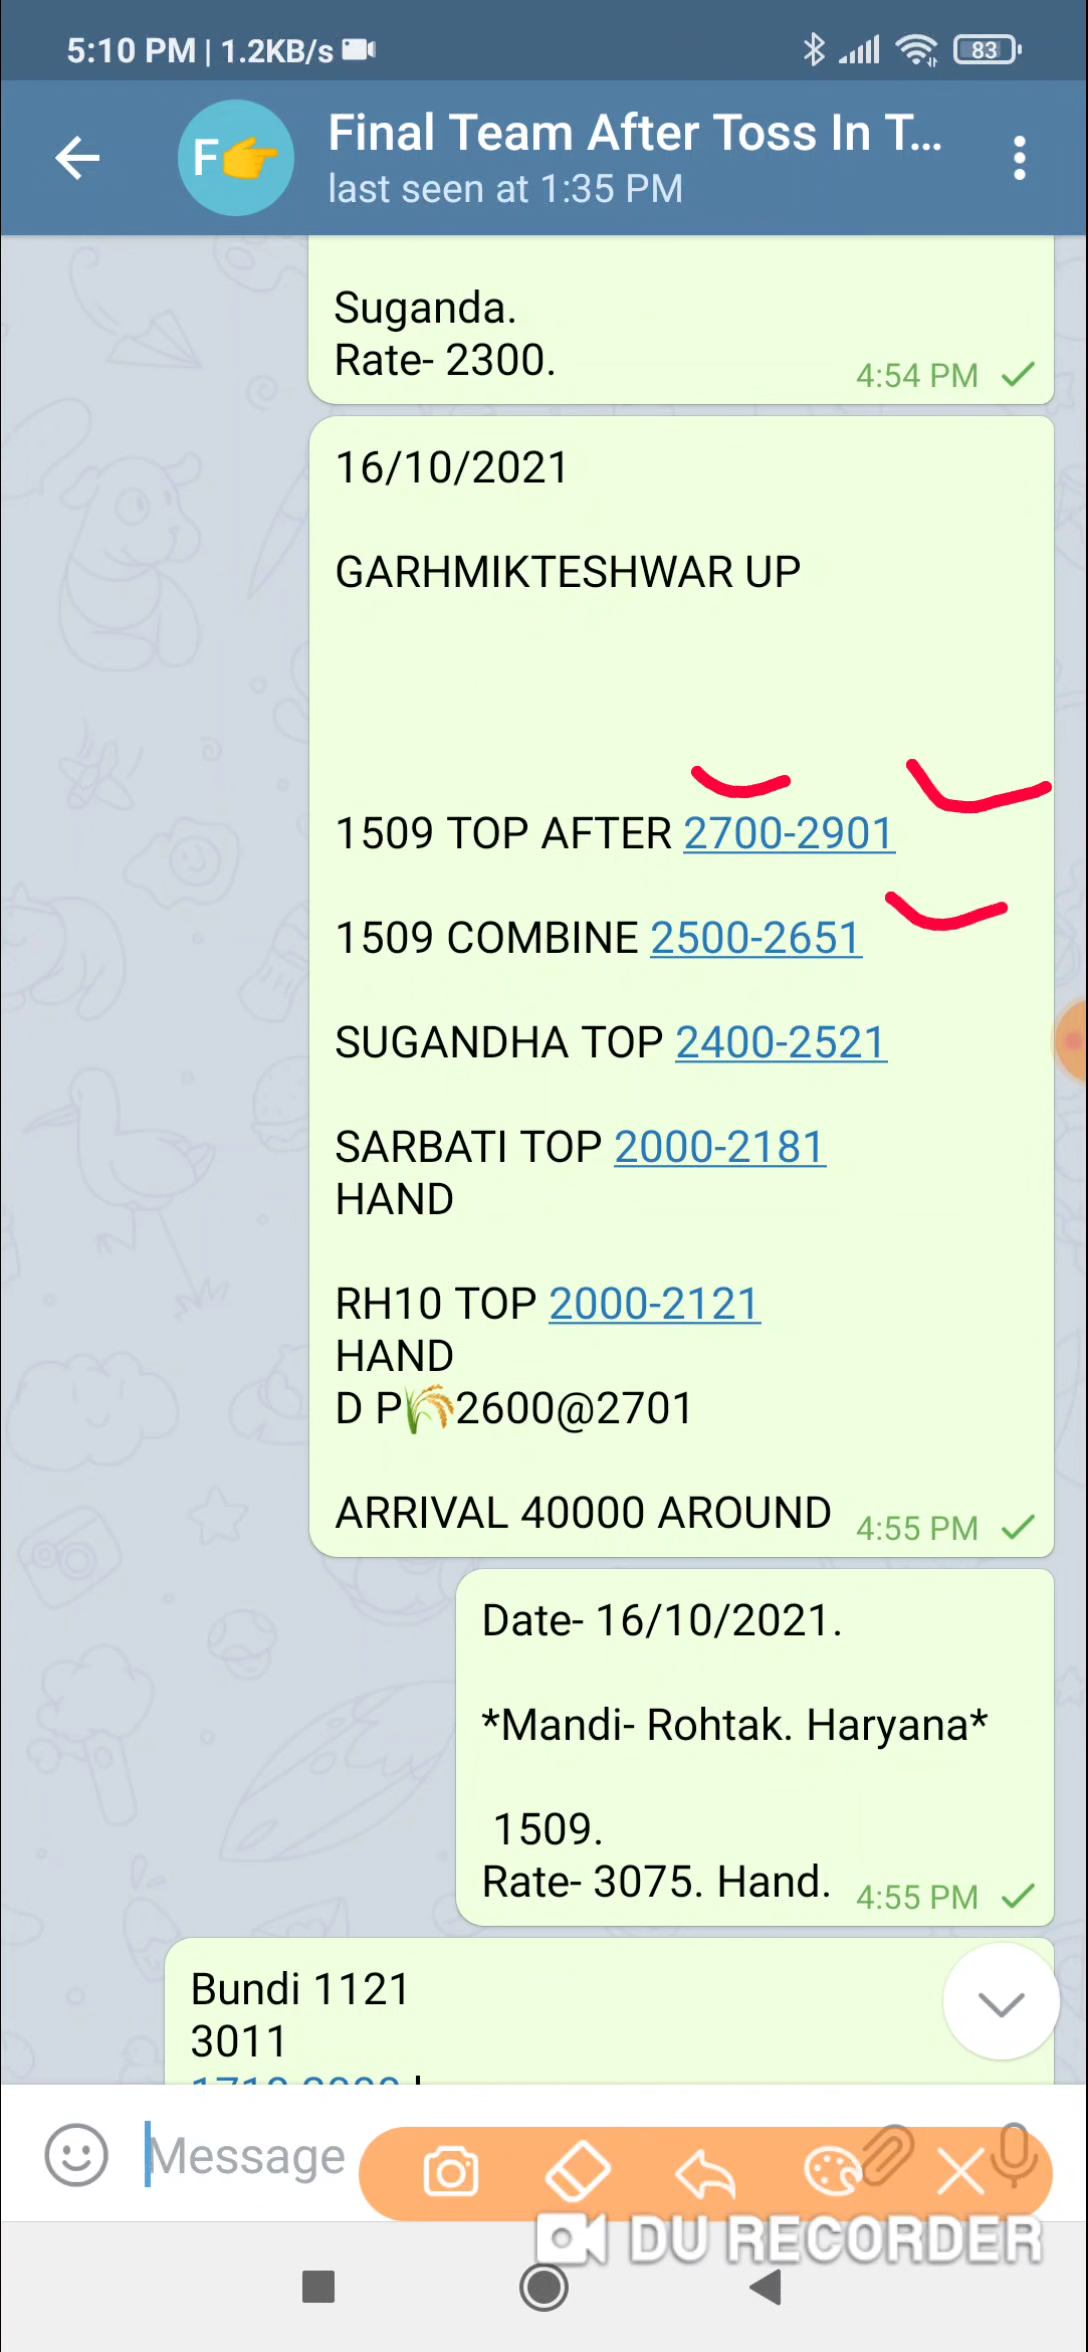 5:10 PM | 1.2KB/s
83
F👉
Final Team After Toss In T...
last seen at 1:35 PM
Suganda.
Rate- 2300.
4:54 PM
16/10/2021
GARHMIKTESHWAR UP
1509 TOP AFTER 2700-2901
1509 COMBINE 2500-2651
SUGANDHA TOP 2400-2521
SARBATI TOP 2000-2181
HAND
RH10 TOP 2000-2121
HAND
D P🌾2600@2701
ARRIVAL 40000 AROUND
4:55 PM
Date- 16/10/2021.
*Mandi- Rohtak. Haryana*
1509.
Rate- 3075. Hand.
4:55 PM
Bundi 1121
3011
Message
DU RECORDER